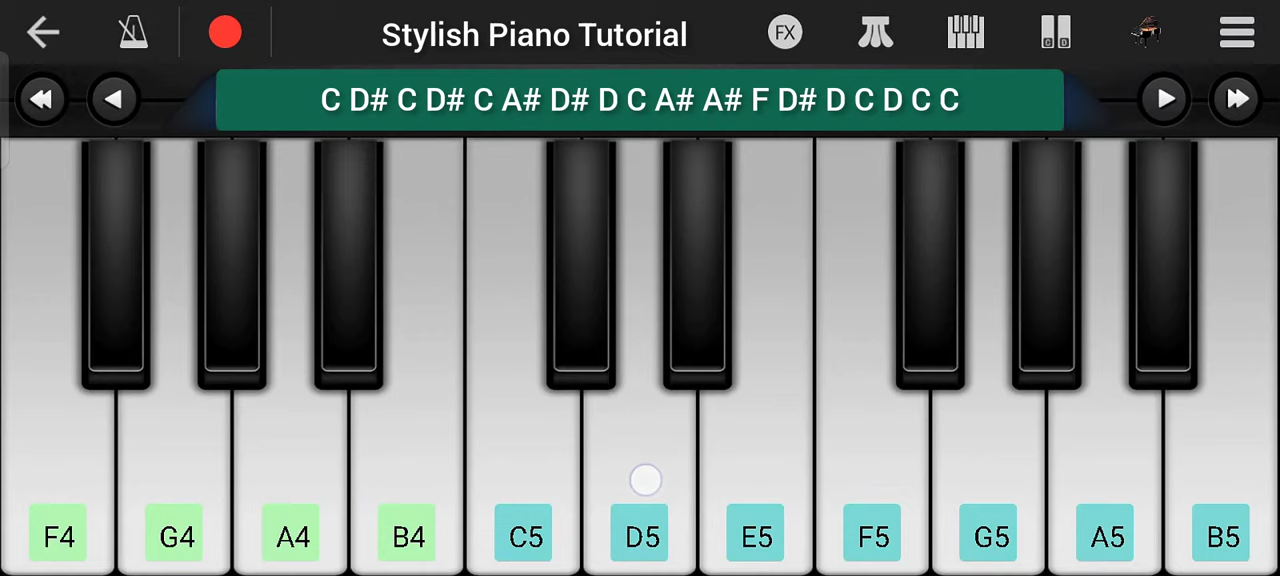 Stylish Piano Tutorial
FX
C D
C D# C D# C A# D# D C A# A# F D# D C D C C
F4 G4 A4 B4 C5 D5 E5 F5 G5 A5 B5